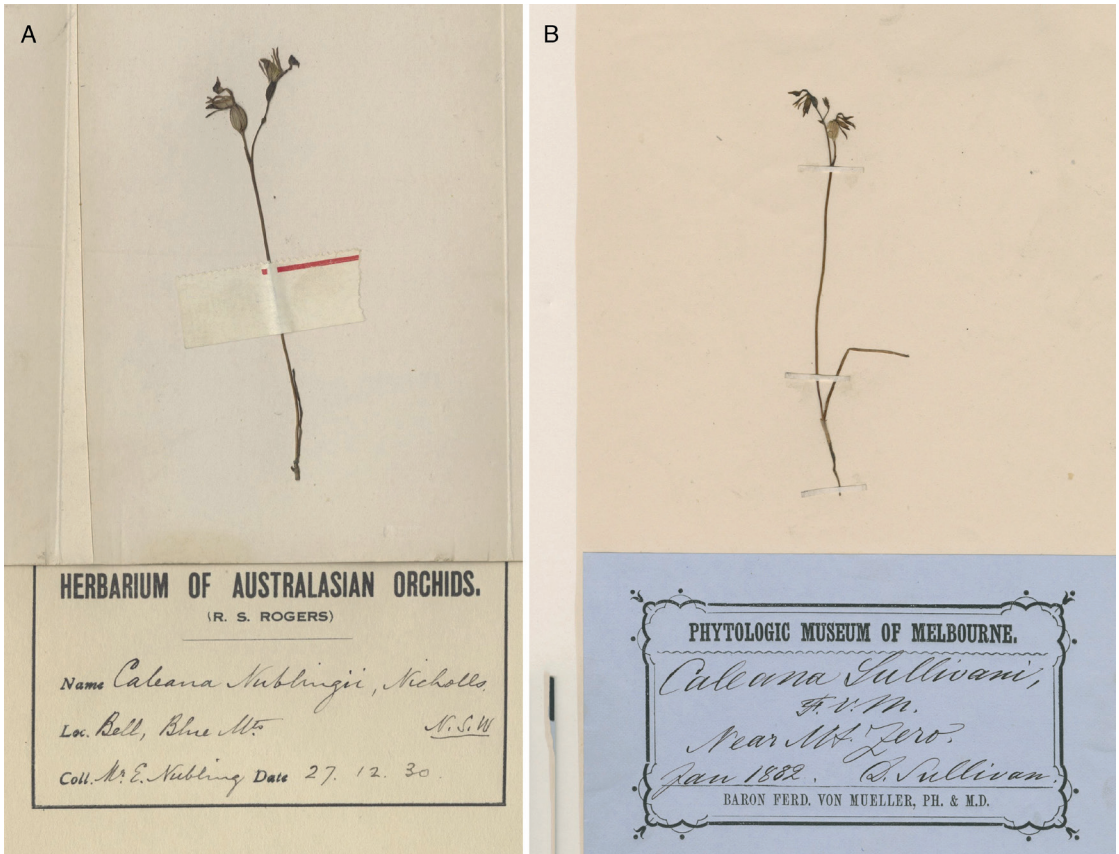 A
HERBARIUM OF AUSTRALASIAN ORCHIDS.
(R. S. ROGERS)
Name Caleana Nublingii, Nicholls.
Loc. Bell, Blue Mts N.S.W
Coll. Mr. E. Nubling Date 27. 12. 30.
B
PHYTOLOGIC MUSEUM OF MELBOURNE.
Caleana Sullivani,
F. v. M.
Near Mt. Zero.
Jan 1882. D. Sullivan.
BARON FERD. VON MUELLER, PH. & M.D.